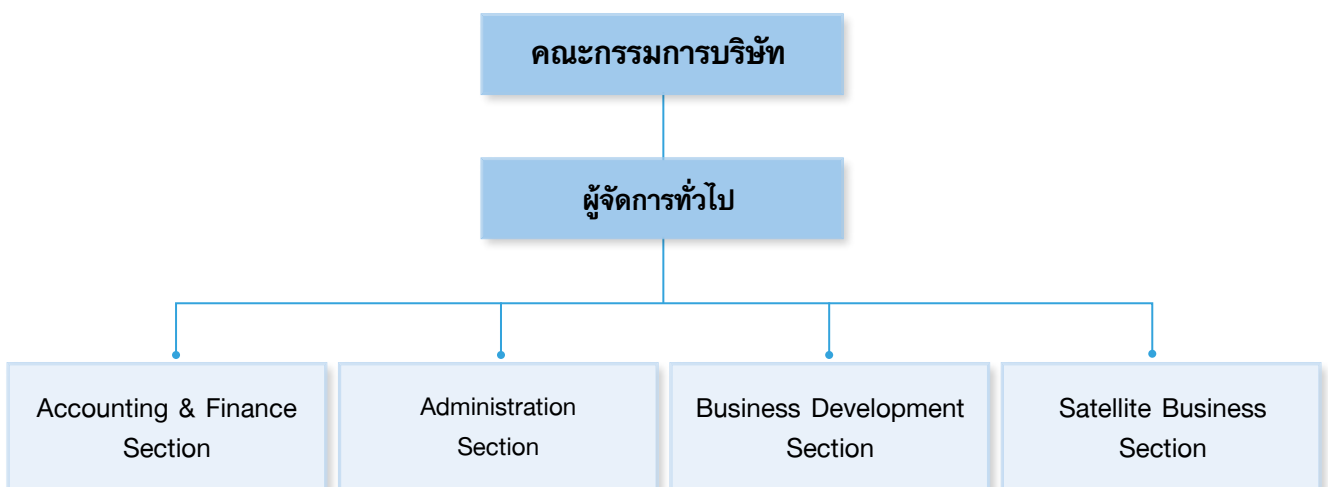 คณะกรรมการบริษัท
ผู้จัดการทั่วไป
Accounting & Finance
Section
Administration
Section
Business Development
Section
Satellite Business
Section